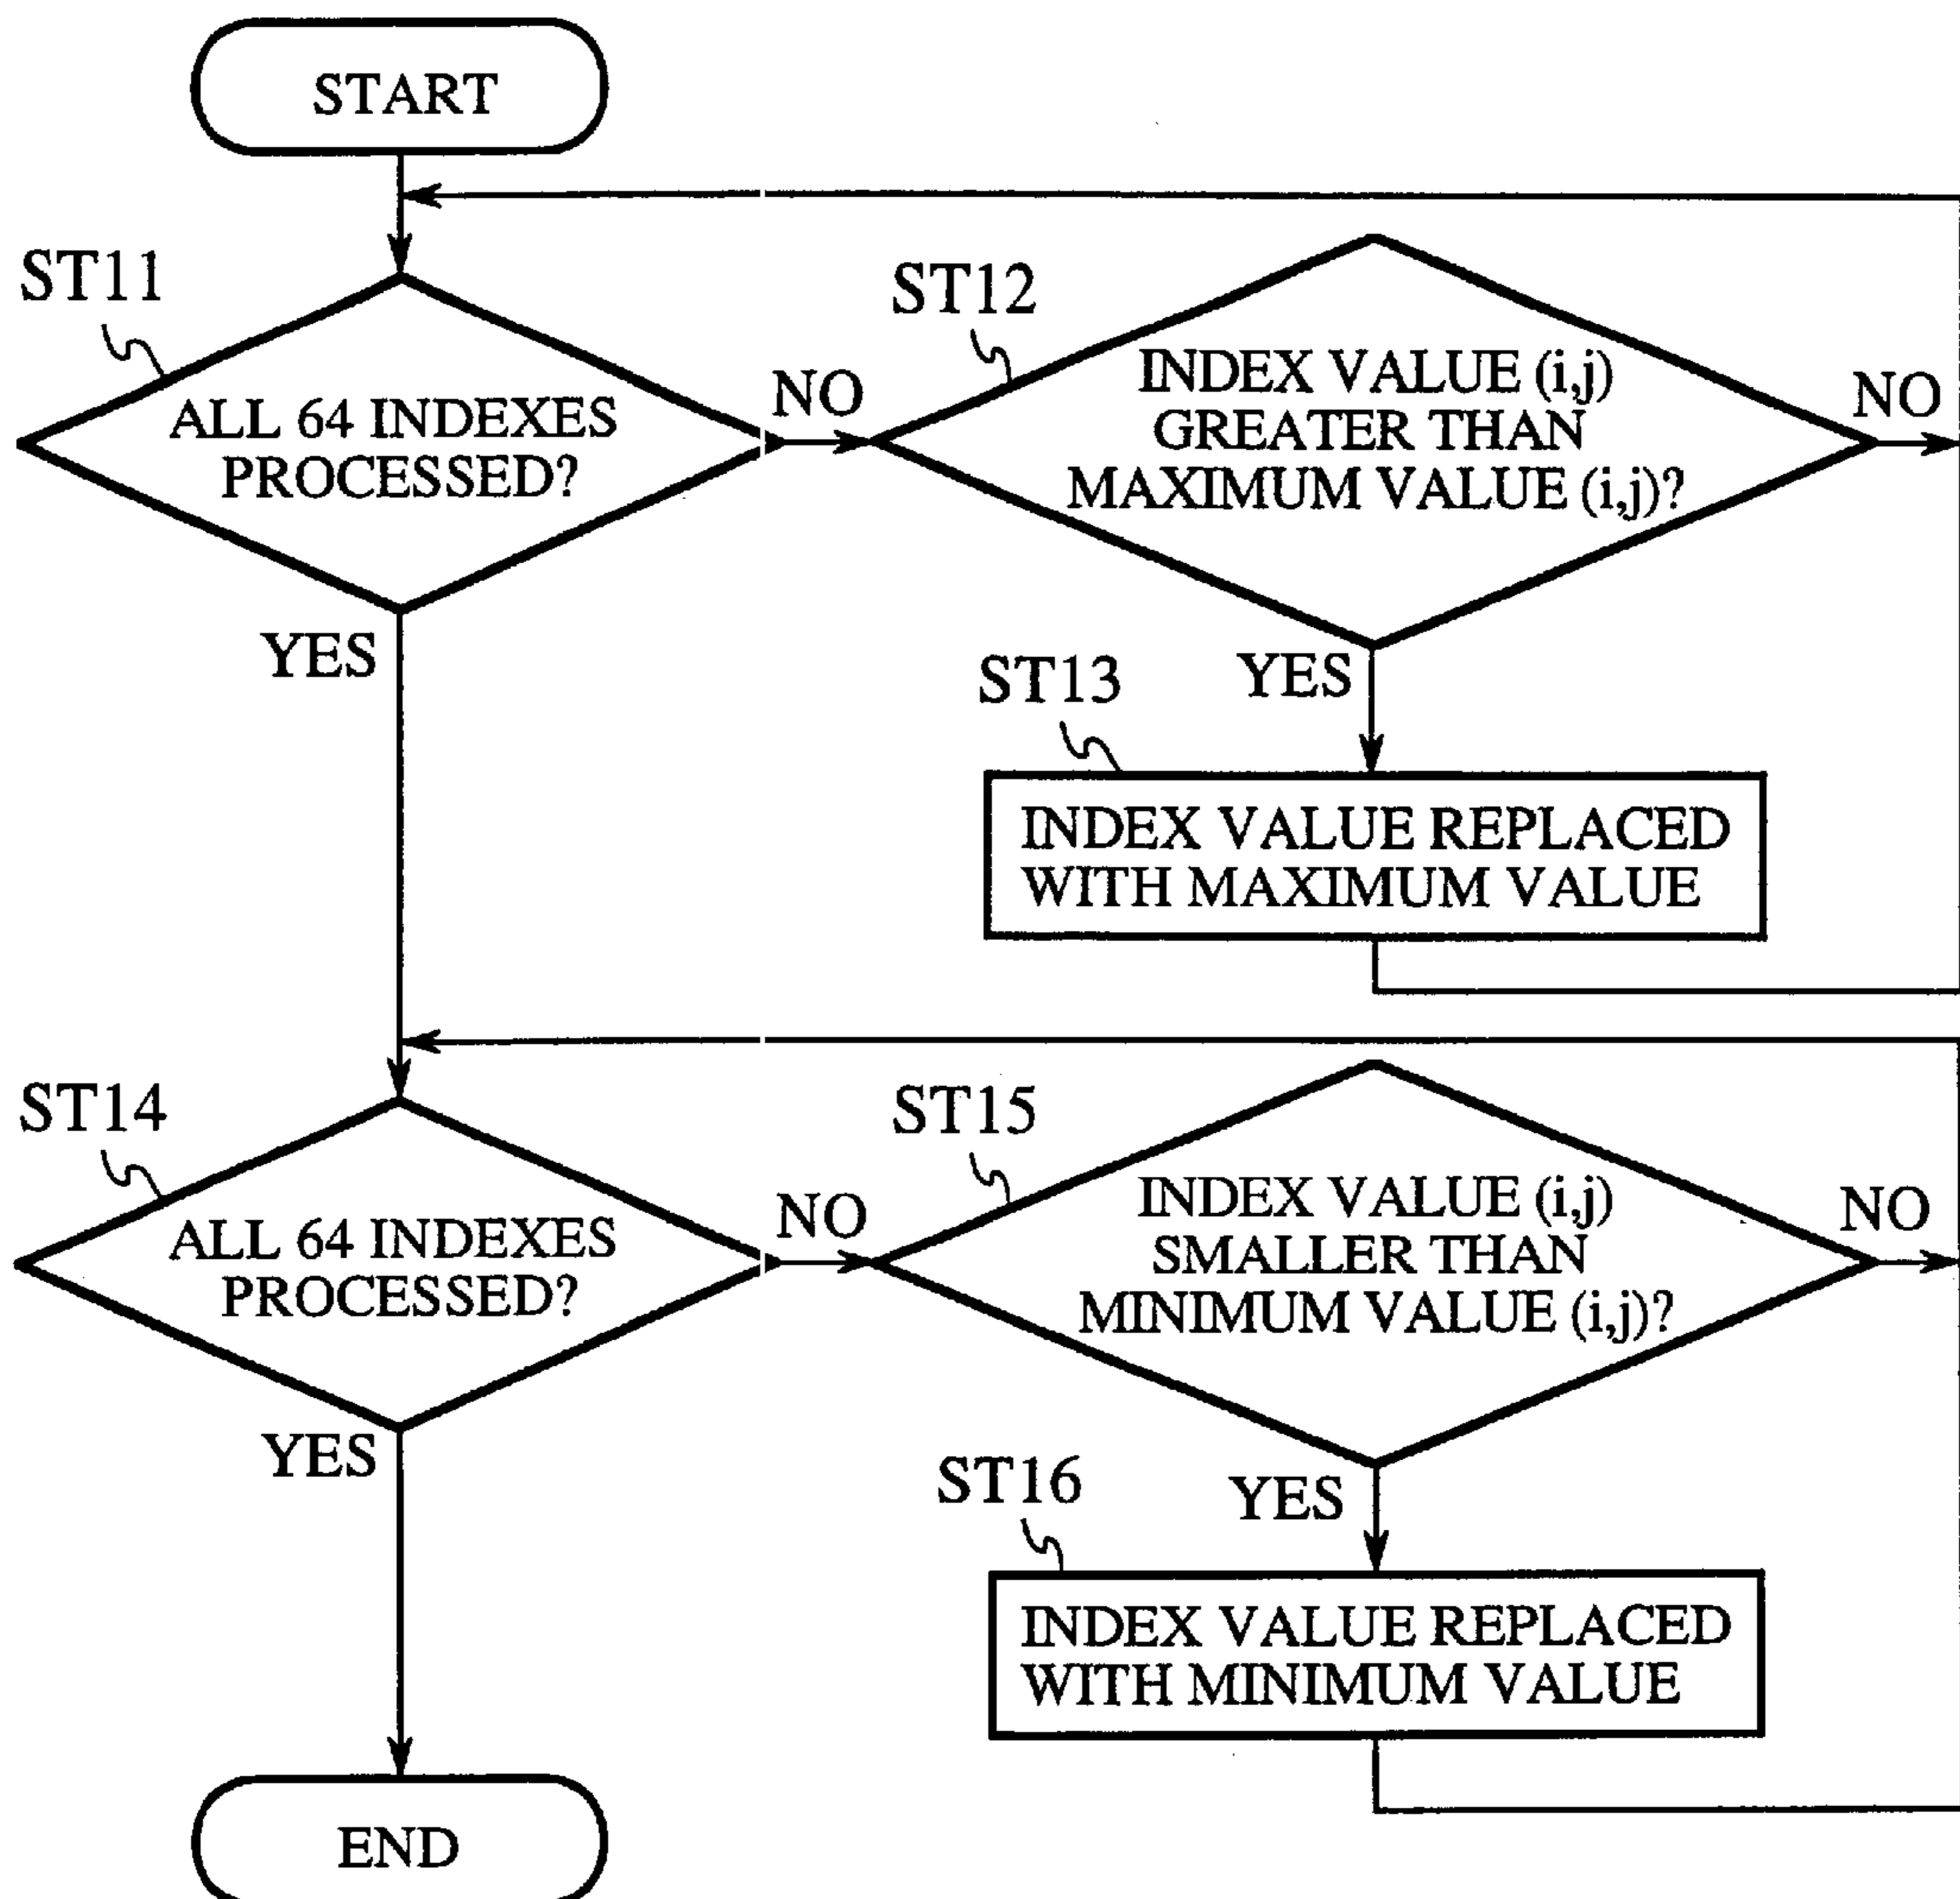 START
ST11
ALL 64 INDEXES
PROCESSED?
NO
YES
ST12
INDEX VALUE (i,j)
GREATER THAN
MAXIMUM VALUE (i,j)?
NO
YES
ST13
INDEX VALUE REPLACED
WITH MAXIMUM VALUE
ST14
ALL 64 INDEXES
PROCESSED?
NO
YES
ST15
INDEX VALUE (i,j)
SMALLER THAN
MINIMUM VALUE (i,j)?
NO
YES
ST16
INDEX VALUE REPLACED
WITH MINIMUM VALUE
END